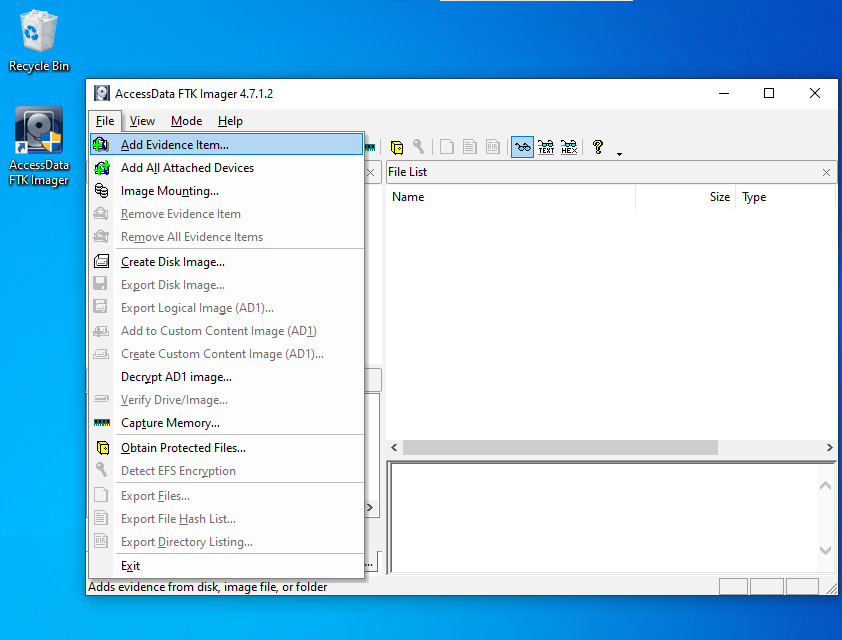 Recycle Bin
AccessData
FTK Imager
AccessData FTK Imager 4.7.1.2
File View Mode Help
Add Evidence Item...
Add All Attached Devices
Image Mounting...
Remove Evidence Item
Remove All Evidence Items
Create Disk Image...
Export Disk Image...
Export Logical Image (AD1)...
Add to Custom Content Image (AD1)
Create Custom Content Image (AD1)...
Decrypt AD1 image...
Verify Drive/Image...
Capture Memory...
Obtain Protected Files...
Detect EFS Encryption
Export Files...
Export File Hash List...
Export Directory Listing...
Exit
TEXT HEX
DIR
File List
Name Size Type
...
Adds evidence from disk, image file, or folder